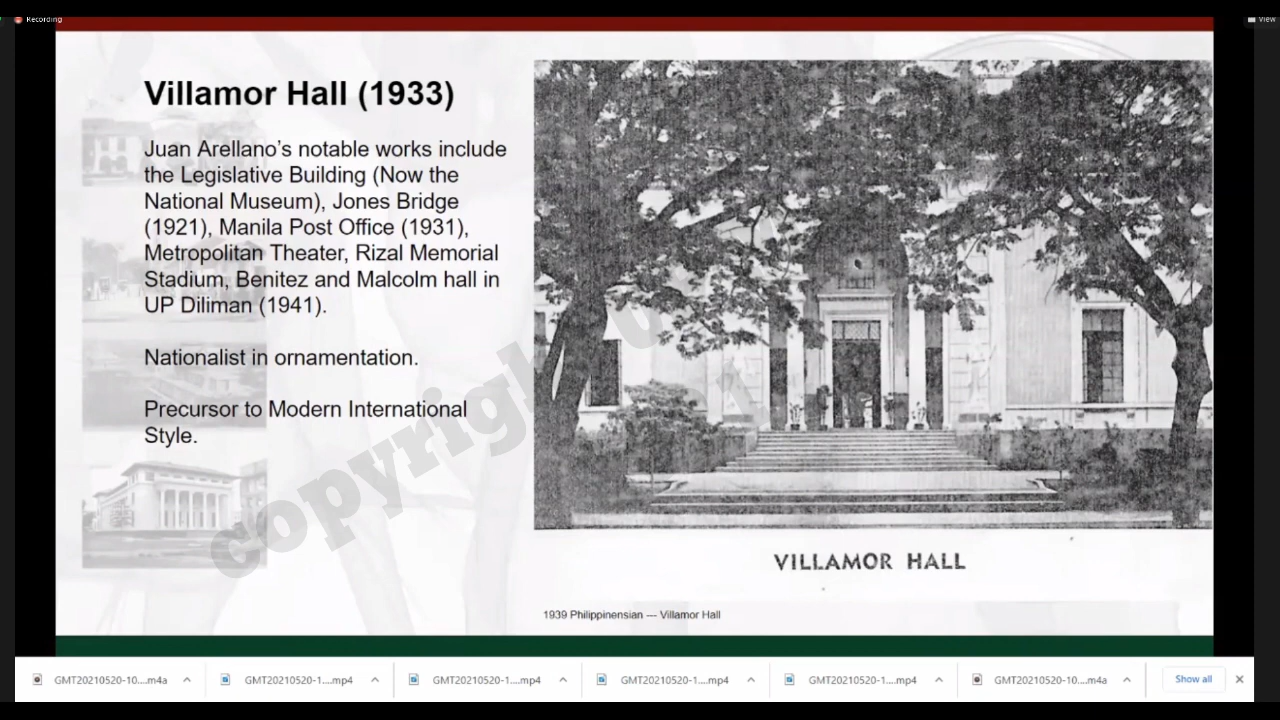 Recording
View
Villamor Hall (1933)
Juan Arellano's notable works include
the Legislative Building (Now the
National Museum), Jones Bridge
(1921), Manila Post Office (1931),
Metropolitan Theater, Rizal Memorial
Stadium, Benitez and Malcolm hall in
UP Diliman (1941).
Nationalist in ornamentation.
Precursor to Modern International
Style.
VILLAMOR HALL
1939 Philippinensian — Villamor Hall
GMT20210520-10....m4a
GMT20210520-1....mp4
GMT20210520-1....mp4
GMT20210520-1....mp4
GMT20210520-1....mp4
GMT20210520-10....m4a
Show all